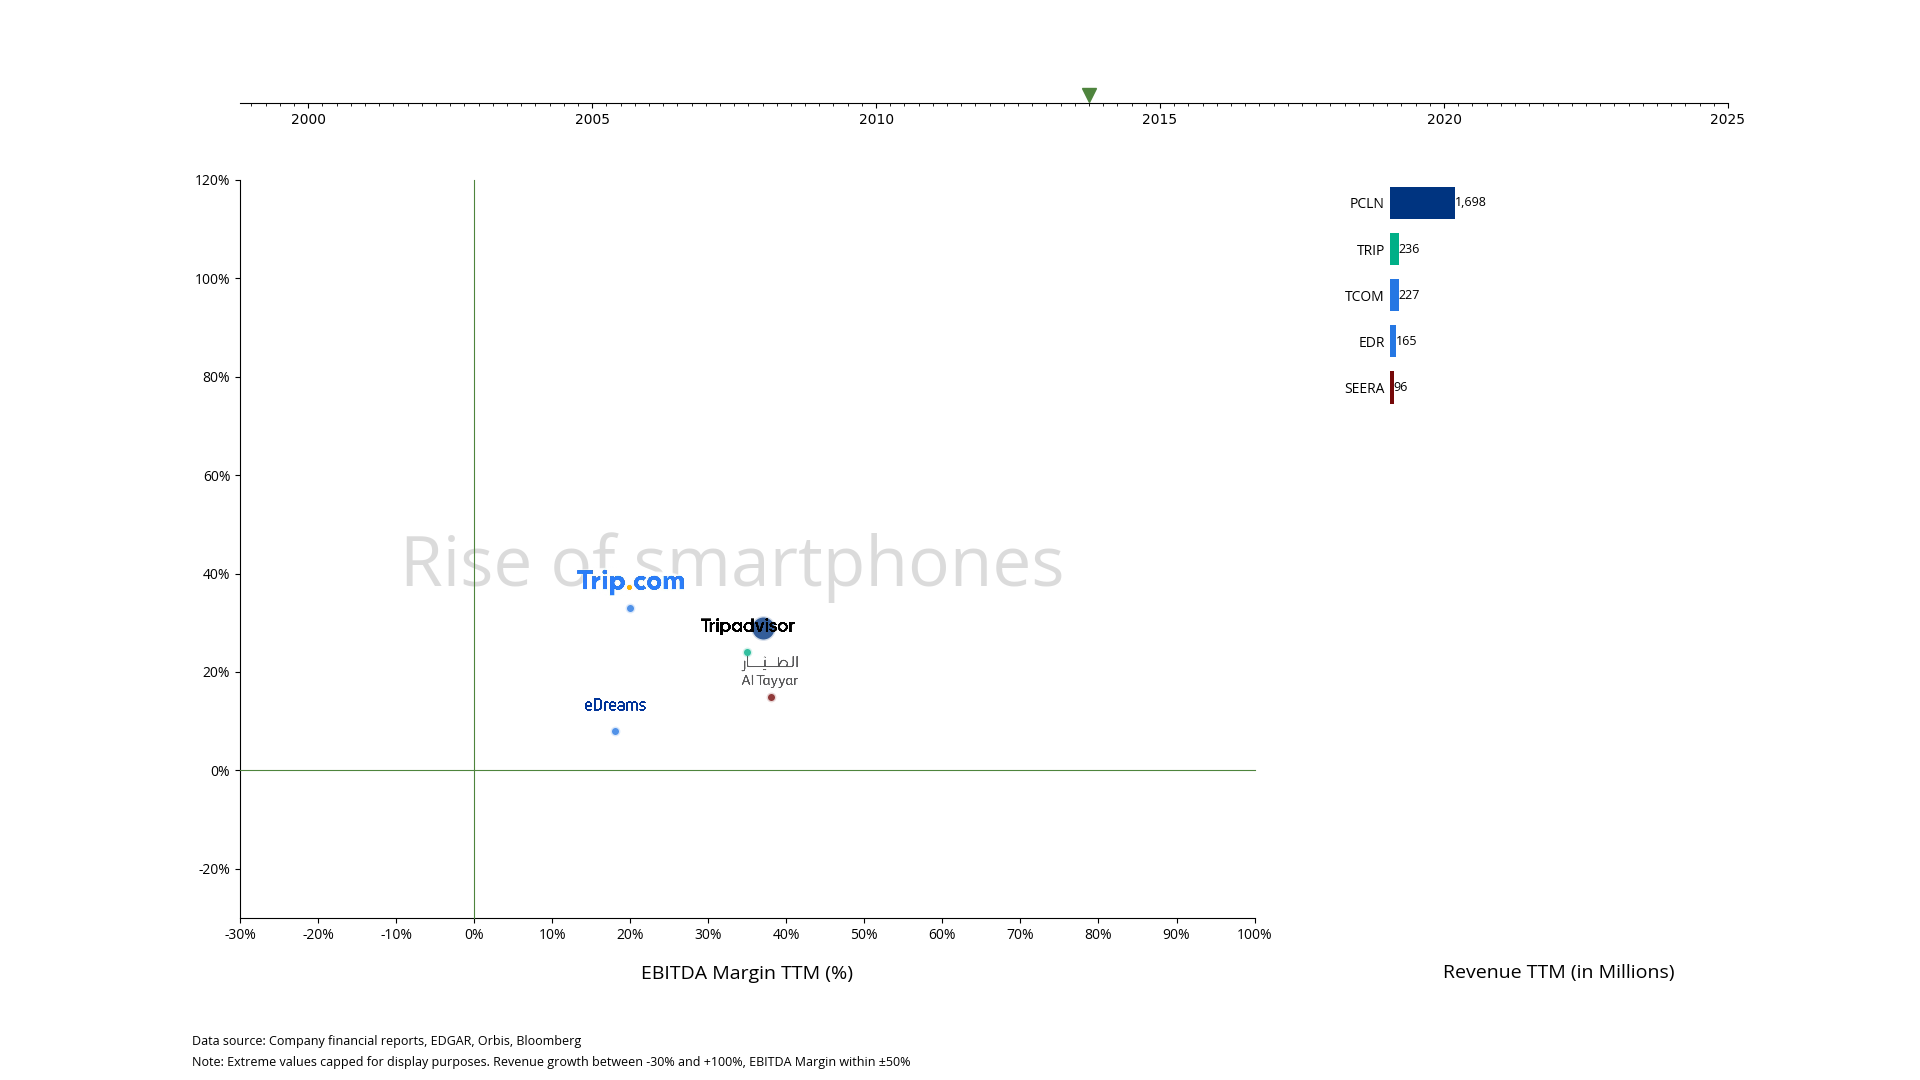 2000 2005 2010 2015 2020 2025
120%
100%
80%
60%
40%
20%
0%
-20%
-30% -20% -10% 0% 10% 20% 30% 40% 50% 60% 70% 80% 90% 100%
EBITDA Margin TTM (%)
Rise of smartphones
Trip.com
Tripadvisor
الطيّار
Al Tayyar
eDreams
PCLN 1,698
TRIP 236
TCOM 227
EDR 165
SEERA 96
Revenue TTM (in Millions)
Data source: Company financial reports, EDGAR, Orbis, Bloomberg
Note: Extreme values capped for display purposes. Revenue growth between -30% and +100%, EBITDA Margin within ±50%